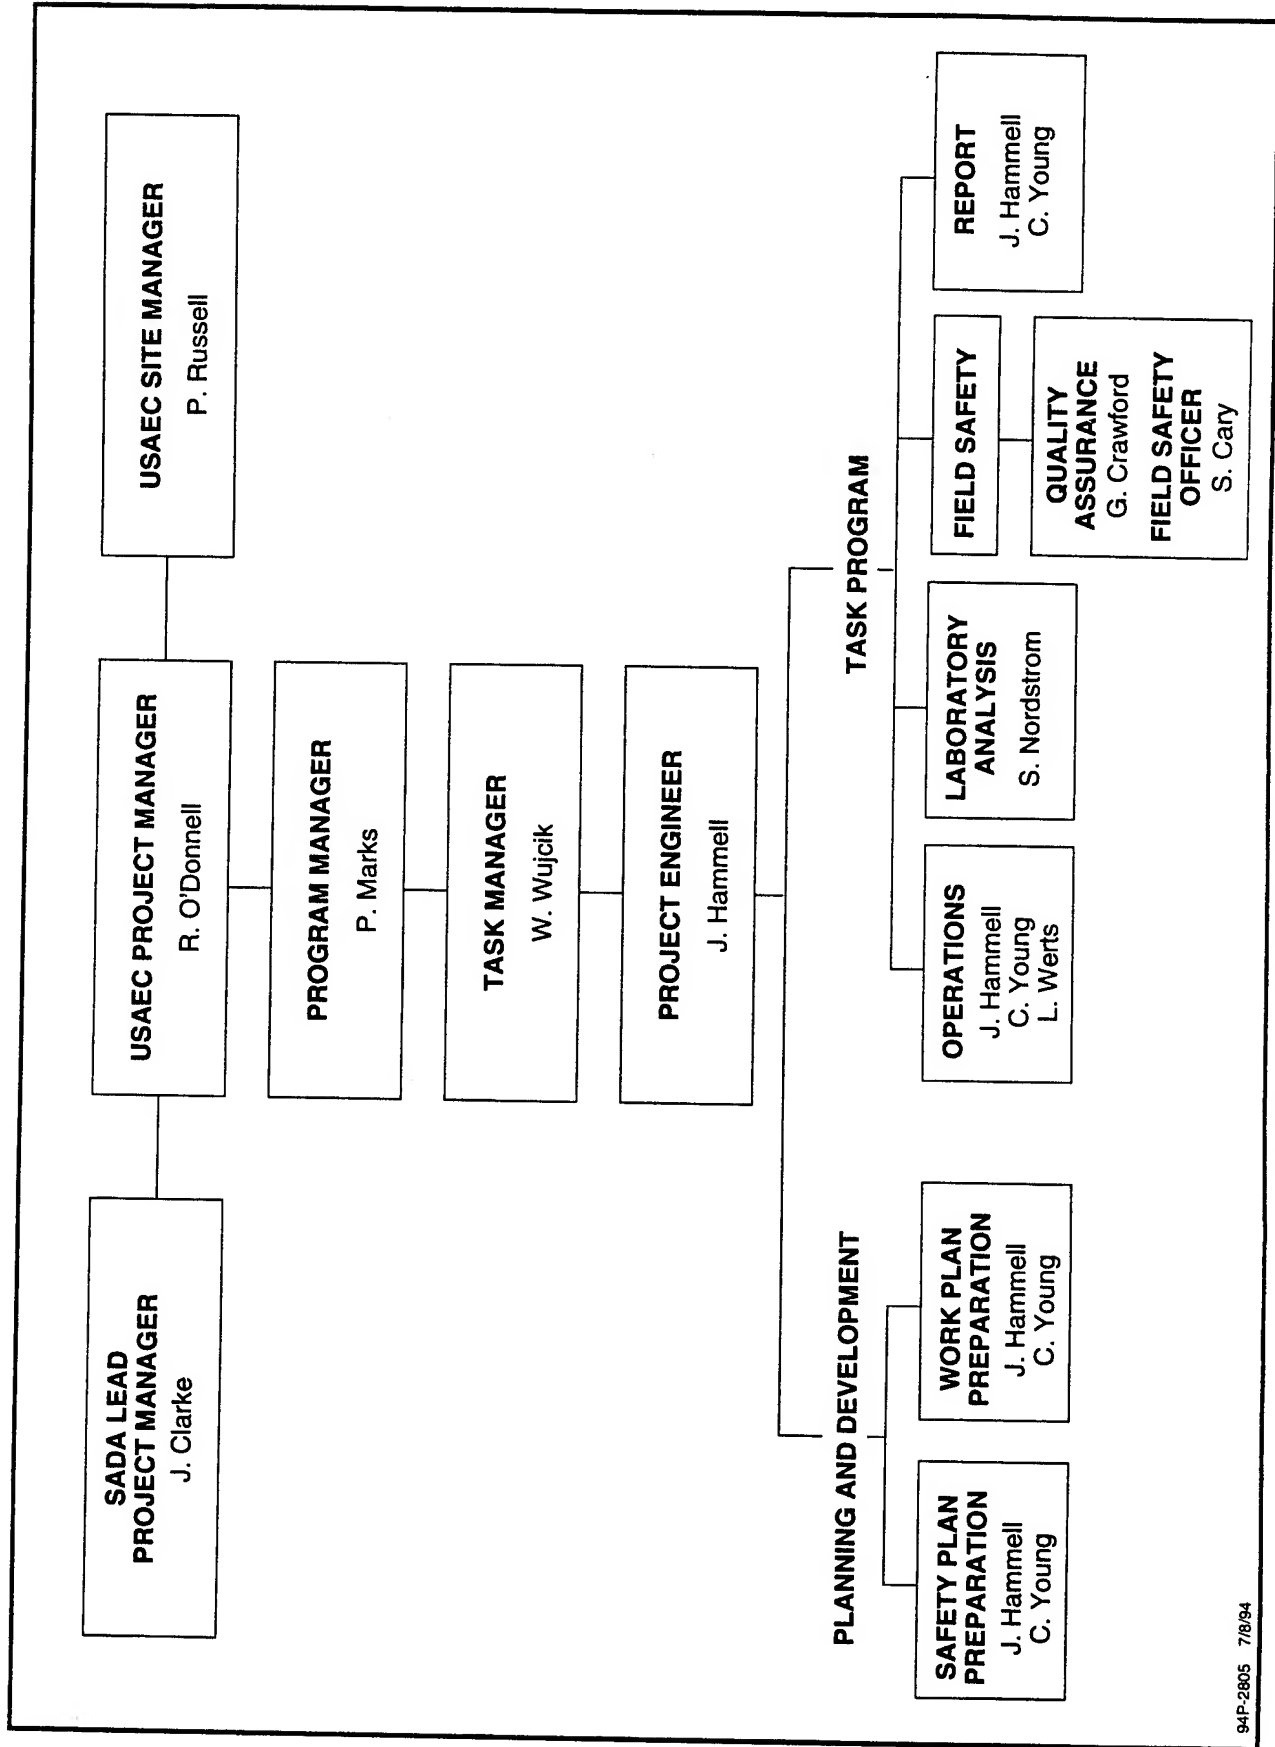 SADA LEAD
PROJECT MANAGER
J. Clarke
USAEC PROJECT MANAGER
R. O'Donnell
USAEC SITE MANAGER
P. Russell
PROGRAM MANAGER
P. Marks
TASK MANAGER
W. Wujcik
PROJECT ENGINEER
J. Hammell
PLANNING AND DEVELOPMENT
SAFETY PLAN
PREPARATION
J. Hammell
C. Young
WORK PLAN
PREPARATION
J. Hammell
C. Young
TASK PROGRAM
OPERATIONS
J. Hammell
C. Young
L. Werts
LABORATORY
ANALYSIS
S. Nordstrom
FIELD SAFETY
QUALITY
ASSURANCE
G. Crawford
FIELD SAFETY
OFFICER
S. Cary
REPORT
J. Hammell
C. Young
94P-2805 7/8/94